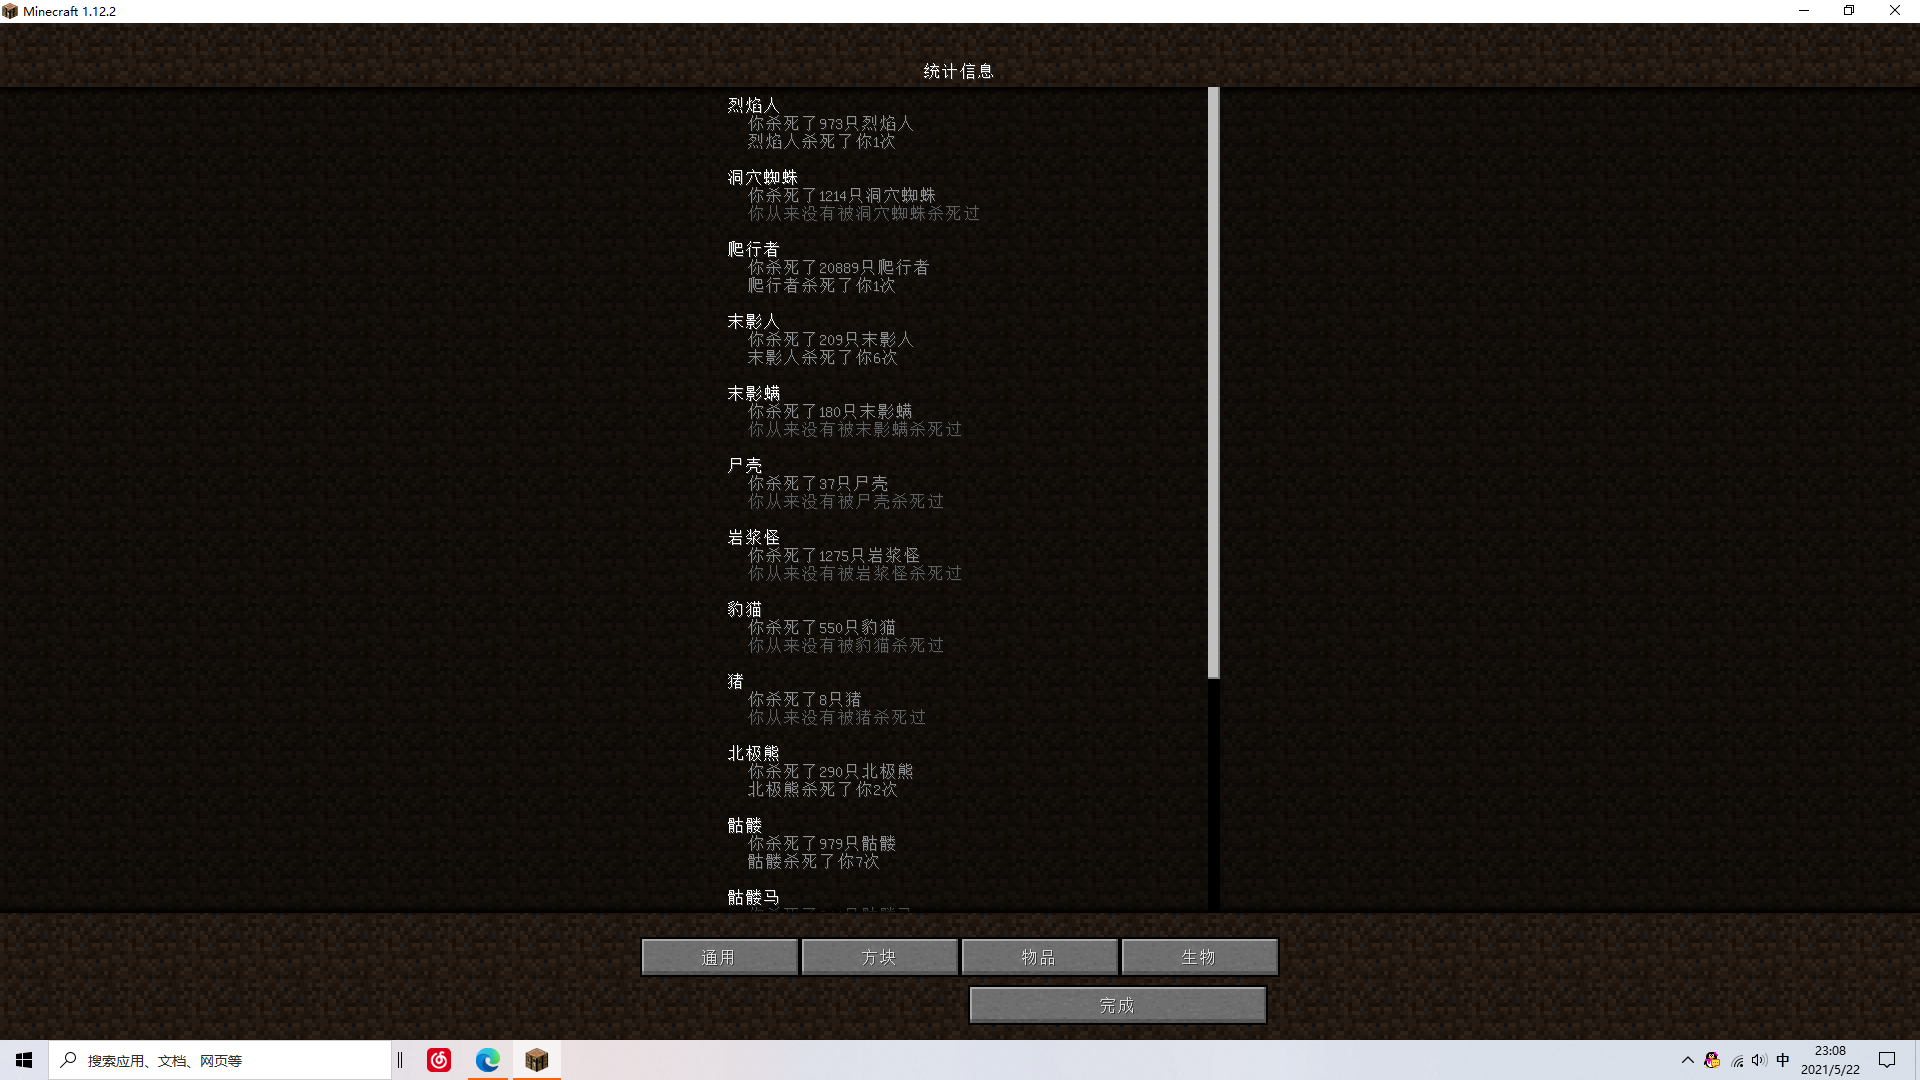 Minecraft 1.12.2
统计信息
烈焰人
你杀死了973只烈焰人
烈焰人杀死了你1次
洞穴蜘蛛
你杀死了1214只洞穴蜘蛛
你从来没有被洞穴蜘蛛杀死过
爬行者
你杀死了20889只爬行者
爬行者杀死了你1次
末影人
你杀死了209只末影人
末影人杀死了你6次
末影螨
你杀死了180只末影螨
你从来没有被末影螨杀死过
尸壳
你杀死了37只尸壳
你从来没有被尸壳杀死过
岩浆怪
你杀死了1275只岩浆怪
你从来没有被岩浆怪杀死过
豹猫
你杀死了550只豹猫
你从来没有被豹猫杀死过
猪
你杀死了8只猪
你从来没有被猪杀死过
北极熊
你杀死了290只北极熊
北极熊杀死了你2次
骷髅
你杀死了979只骷髅
骷髅杀死了你7次
骷髅马
通用
方块
物品
生物
完成
搜索应用、文档、网页等
中
23:08
2021/5/22